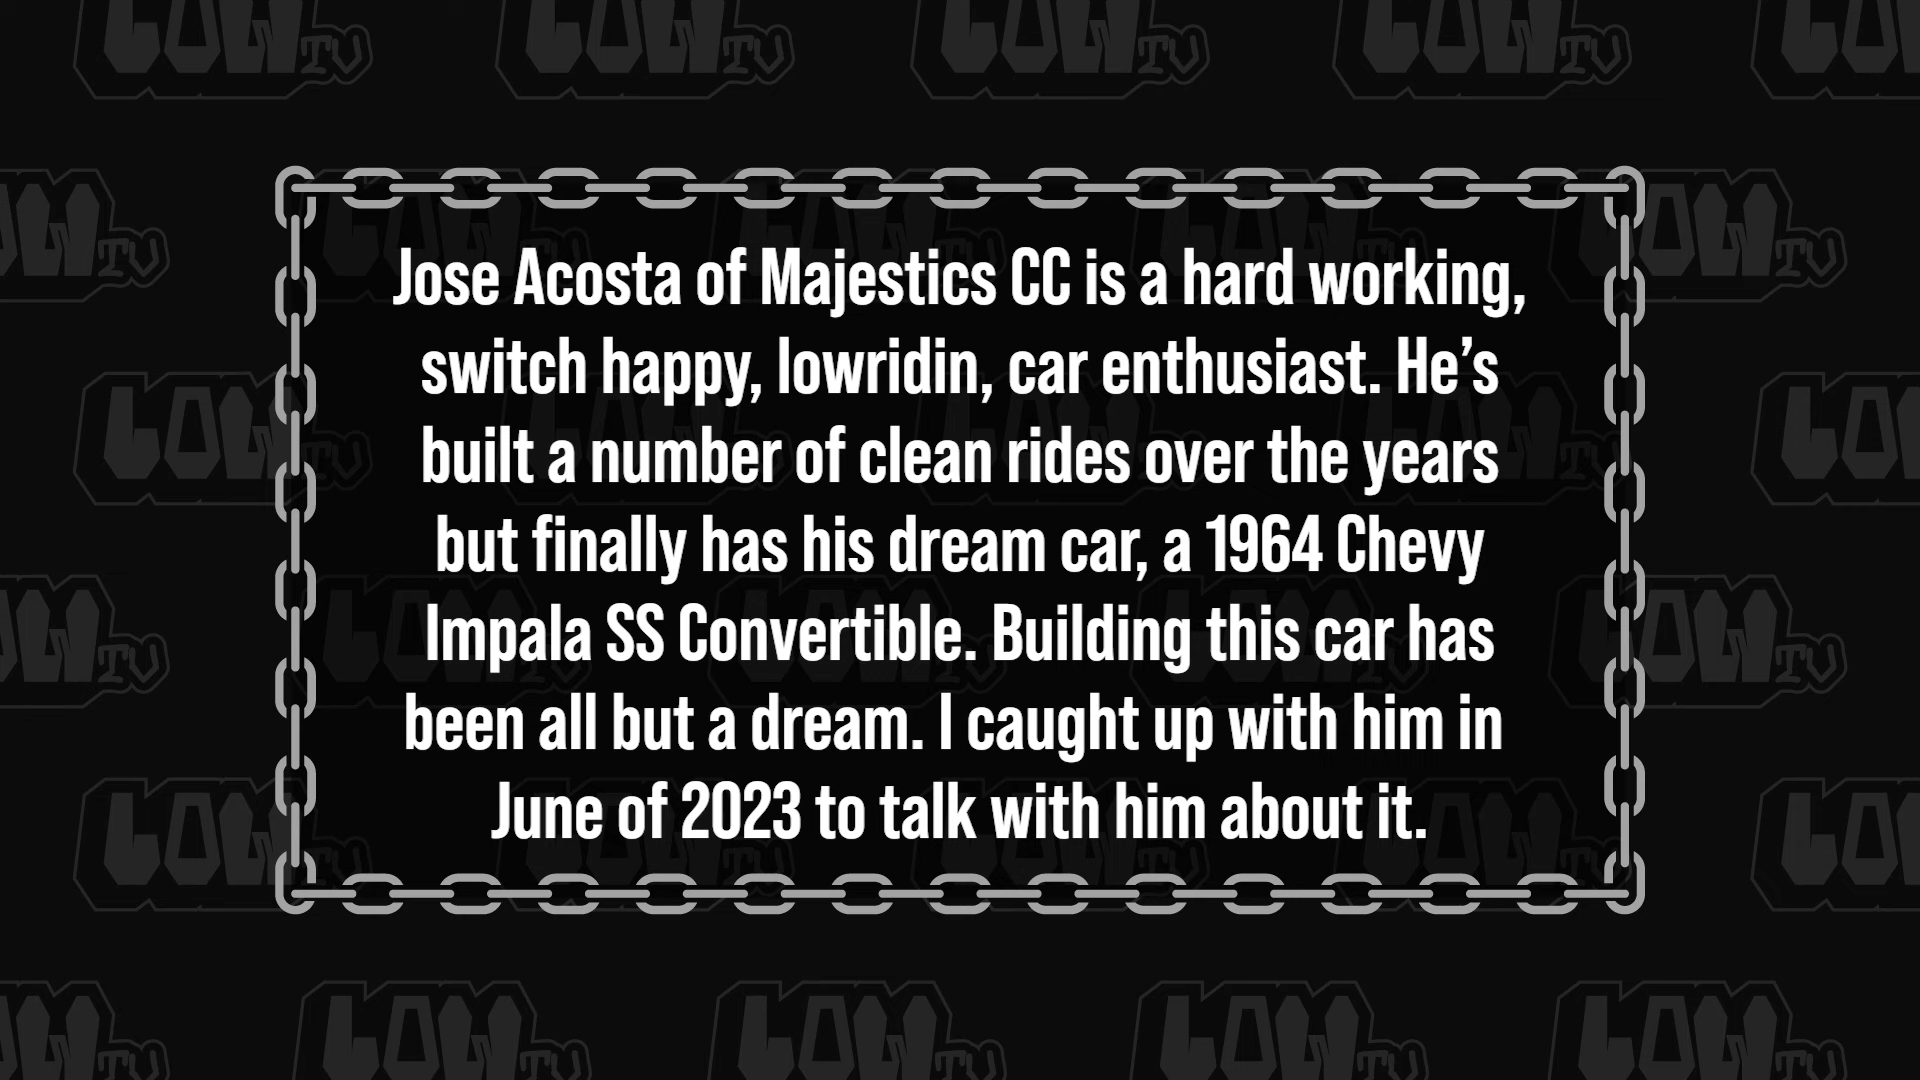 Jose Acosta of Majestics CC is a hard working,
switch happy, lowridin, car enthusiast. He’s
built a number of clean rides over the years
but finally has his dream car, a 1964 Chevy
Impala SS Convertible. Building this car has
been all but a dream. I caught up with him in
June of 2023 to talk with him about it.